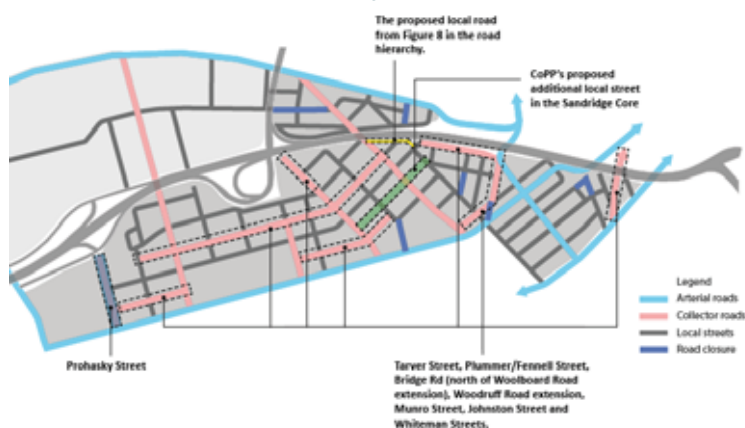 The proposed local road
from Figure 8 in the road
hierarchy.
CoPP's proposed
additional local street
in the Sandridge Core
Legend
Arterial roads
Collector roads
Local streets
Road closure
Prohasky Street
Tarver Street, Plummer/Fennell Street,
Bridge Rd (north of Woolboard Road
extension), Woodruff Road extension,
Munro Street, Johnston Street and
Whiteman Streets.